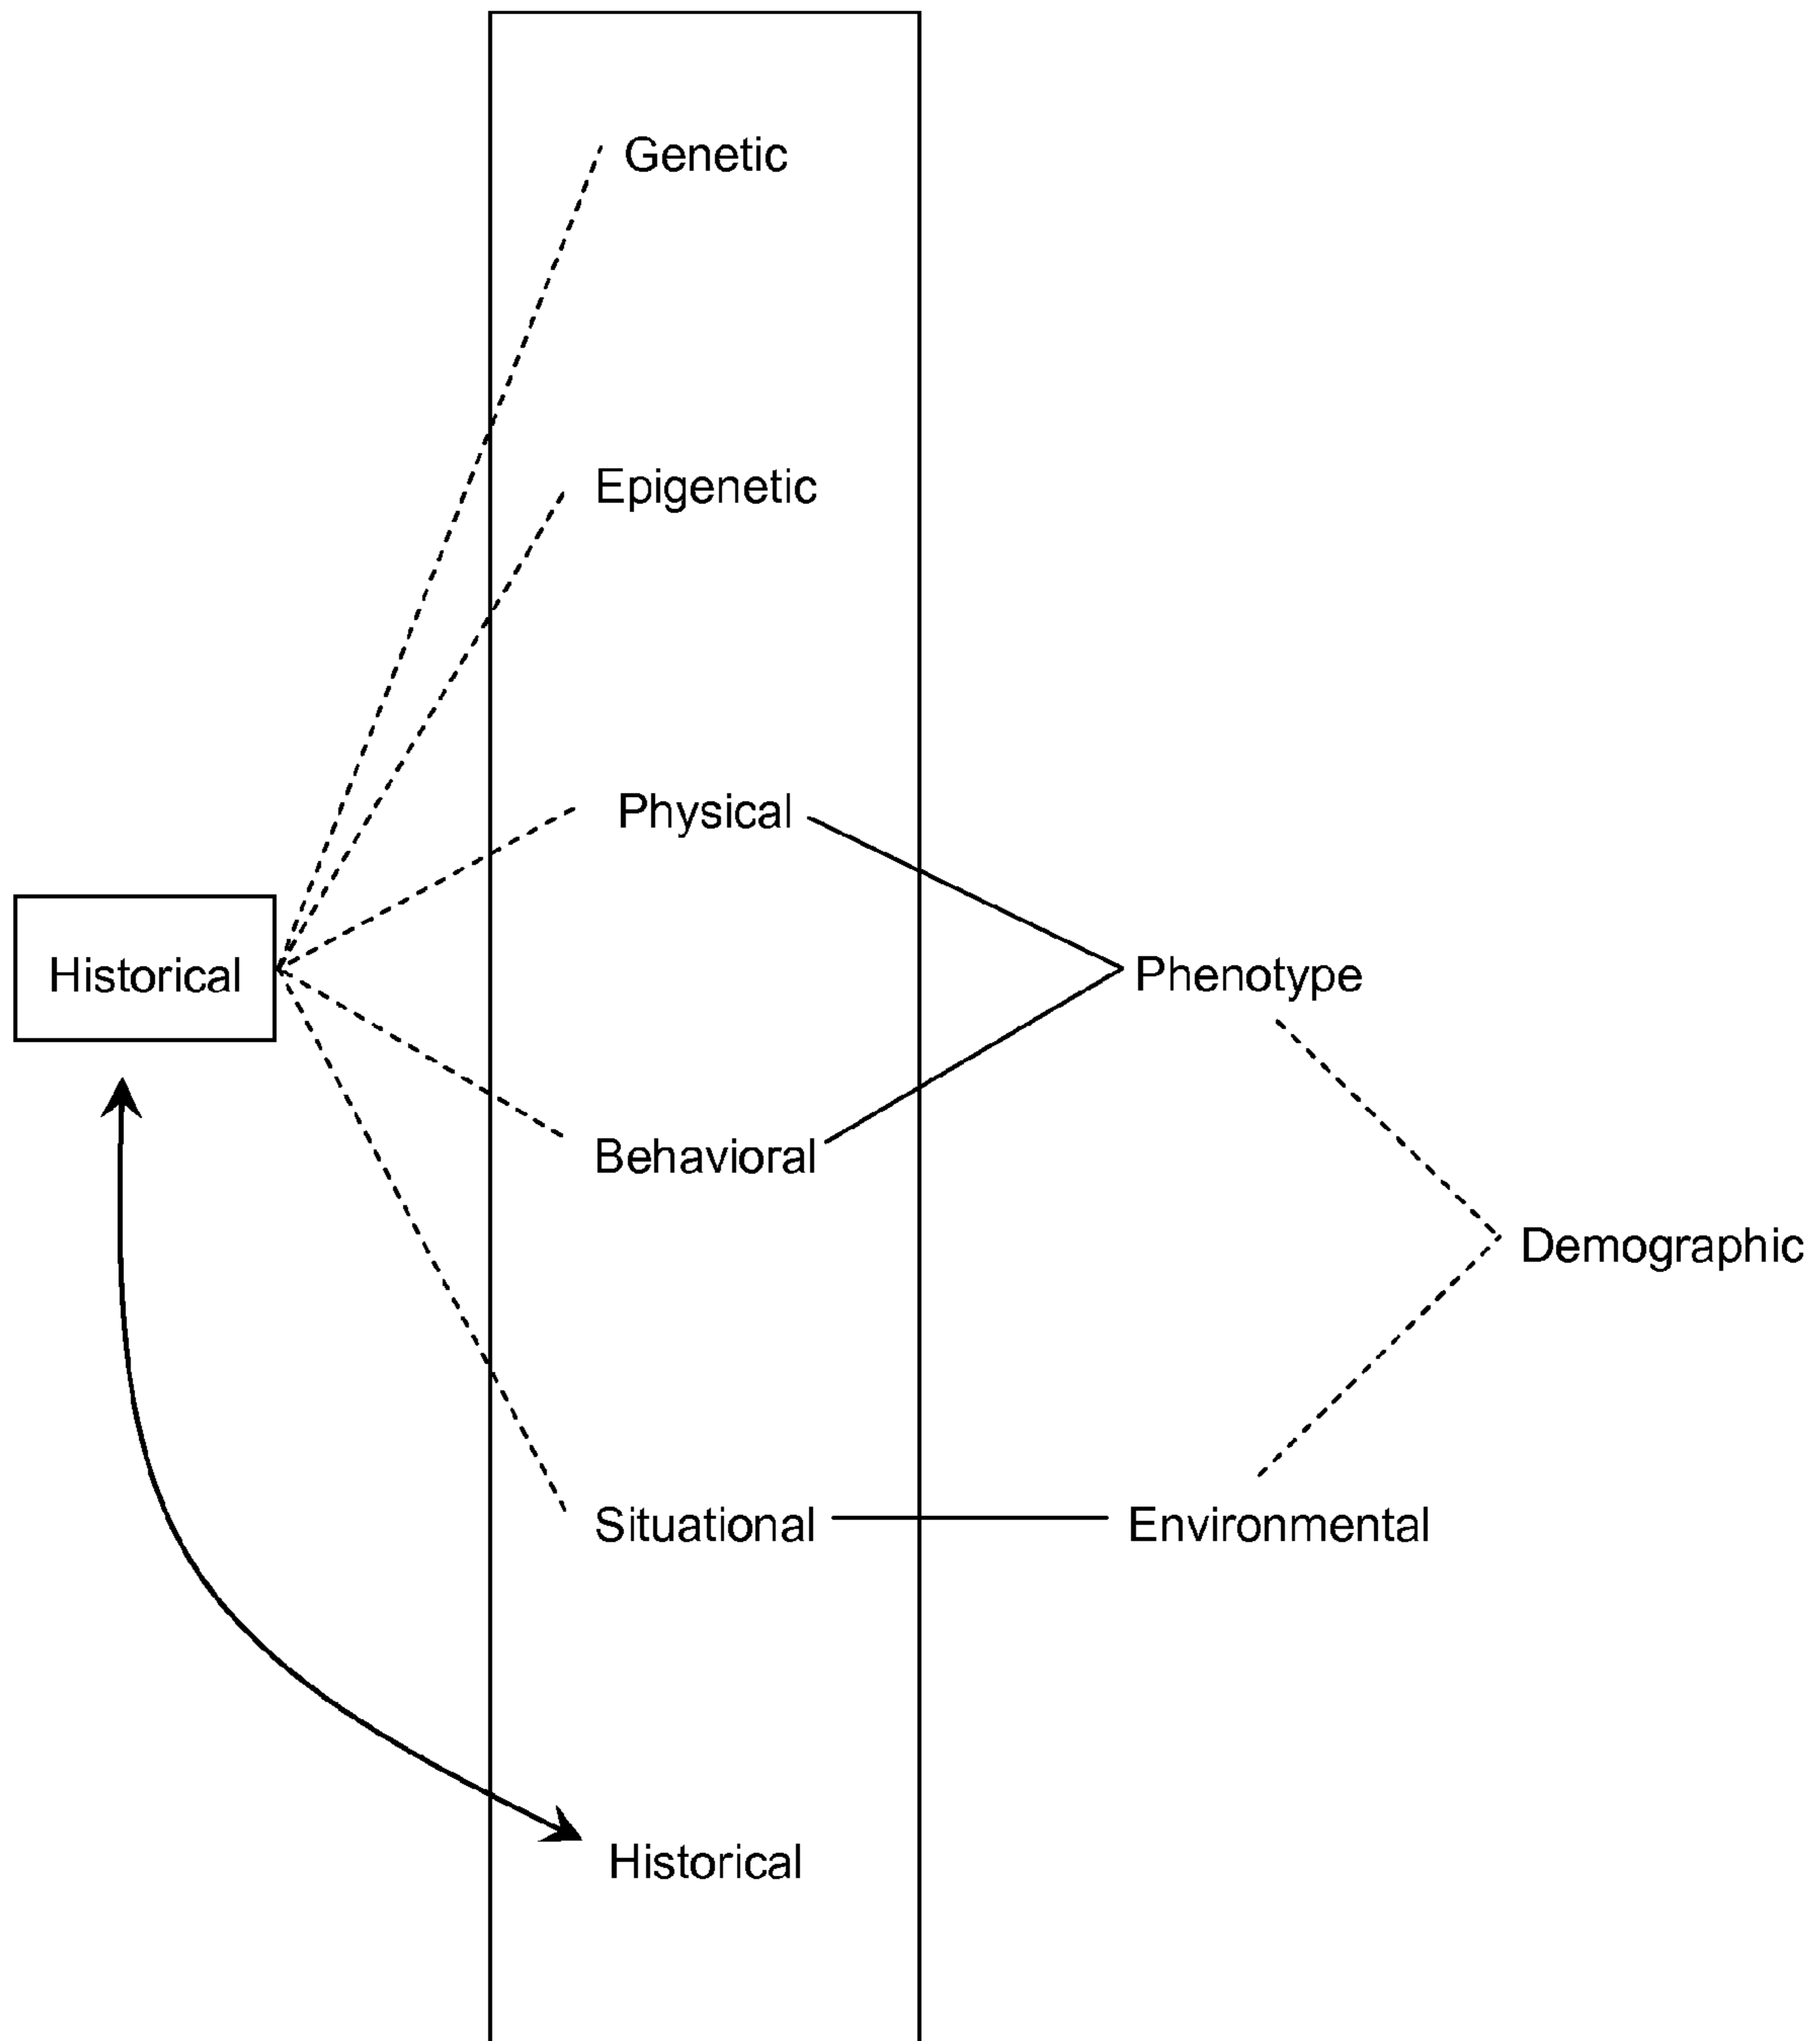 Genetic
Epigenetic
Physical
Historical
Phenotype
Behavioral
Demographic
Situational
Environmental
Historical